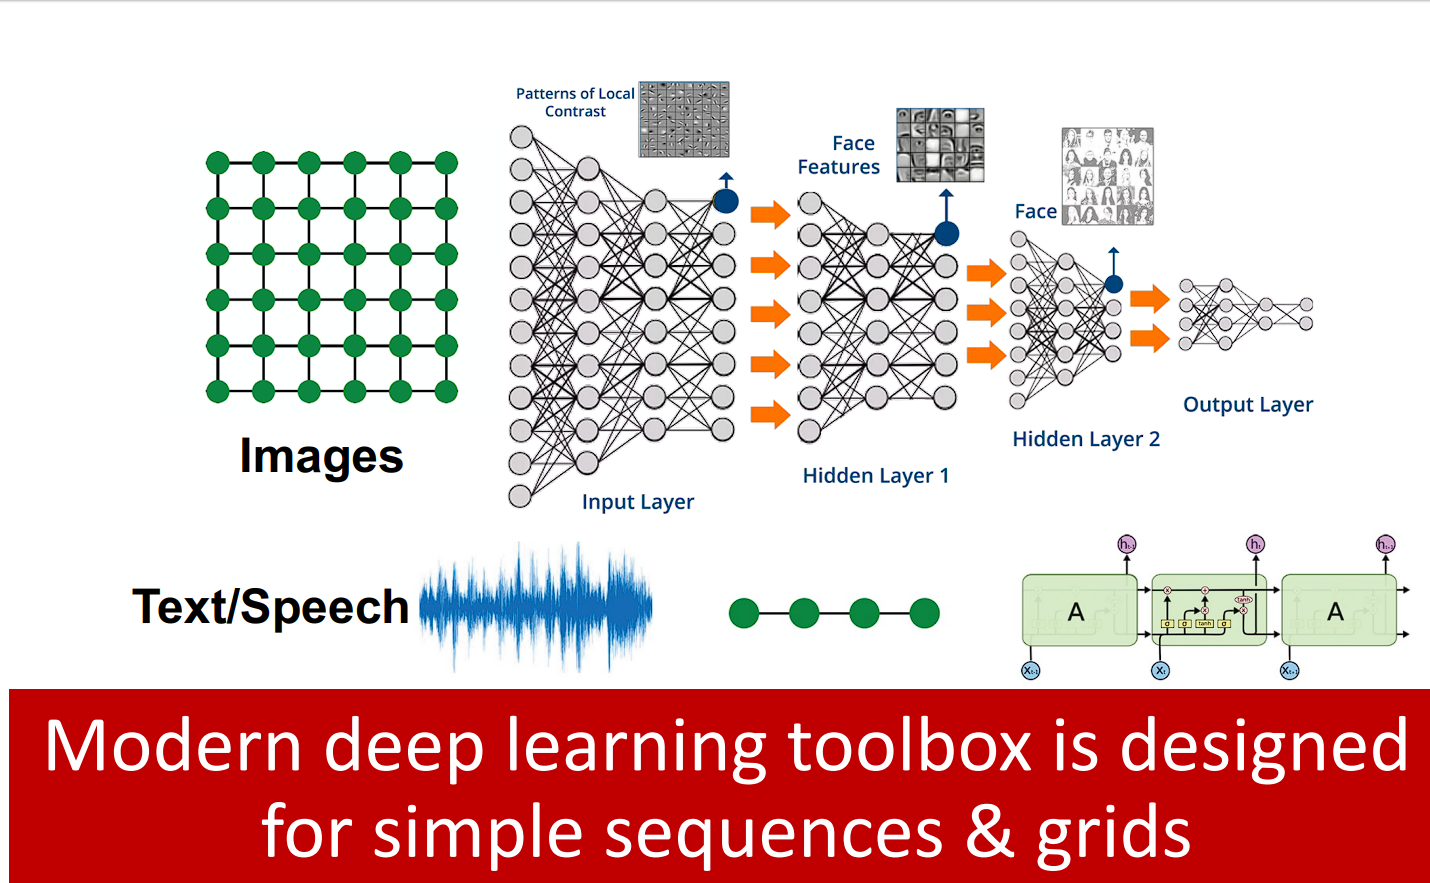 Patterns of Local
Contrast
Face
Features
Face
Images
Input Layer
Hidden Layer 1
Hidden Layer 2
Output Layer
Text/Speech
h_{t-1}
h_t
h_{t+1}
A
x
+
tanh
x
x
σ
σ
tanh
σ
A
X_{t-1}
X_t
X_{t+1}
Modern deep learning toolbox is designed
for simple sequences & grids